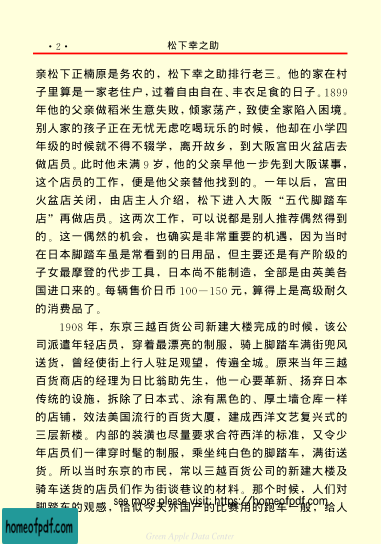 ·2·　松下幸之助
亲松下正楠原是务农的，松下幸之助排行老三。他的家在村
子里算是一家老住户，过着自由自在、丰衣足食的日子。1899
年他的父亲做稻米生意失败，倾家荡产，致使全家陷入困境。
别人家的孩子正在无忧无虑吃喝玩乐的时候，他却在小学四
年级的时候就不得不辍学，离开故乡，到大阪宫田火盆店去
做店员。此时他未满 9 岁，他的父亲早他一步先到大阪谋事，
这个店员的工作，便是他父亲替他找到的。一年以后，宫田
火盆店关闭，由店主人介绍，松下进入大阪“五代脚踏车
店”再做店员。这两次工作，可以说都是别人推荐偶然得到
的。这一偶然的机会，也确实是非常重要的机遇，因为当时
在日本脚踏车虽是常看到的日用品，但主要还是有产阶级的
子女最摩登的代步工具，日本尚不能制造，全部是由英美各
国进口来的。每辆售价日币 100—150 元，算得上是高级耐久
的消费品了。
1908 年，东京三越百货公司新建大楼完成的时候，该公
司派遣年轻店员，穿着最漂亮的制服，骑上脚踏车满街兜风
送货，曾经使街上行人驻足观望，传遍全城。原来当年三越
百货商店的经理为日比翁助先生，他一心要革新、扬弃日本
传统的设施，拆除了日本式、涂有黑色的、厚土墙仓库一样
的店铺，效法美国流行的百货大厦，建成西洋文艺复兴式的
三层新楼。内部的装潢也尽量要求合符西洋的标准，又令少
年店员们一律穿时髦的制服，乘坐纯白色的脚踏车，满街送
货。所以当时东京的市民，常以三越百货公司的新建大楼及
骑车送货的店员们作为街谈巷议的材料。那个时候，人们对
脚踏车的观感，恰似今天外国产的比赛用的跑车一般，给人
see more please visit: https://homeofpdf.com
homeofpdf.com
Green Apple Data Center